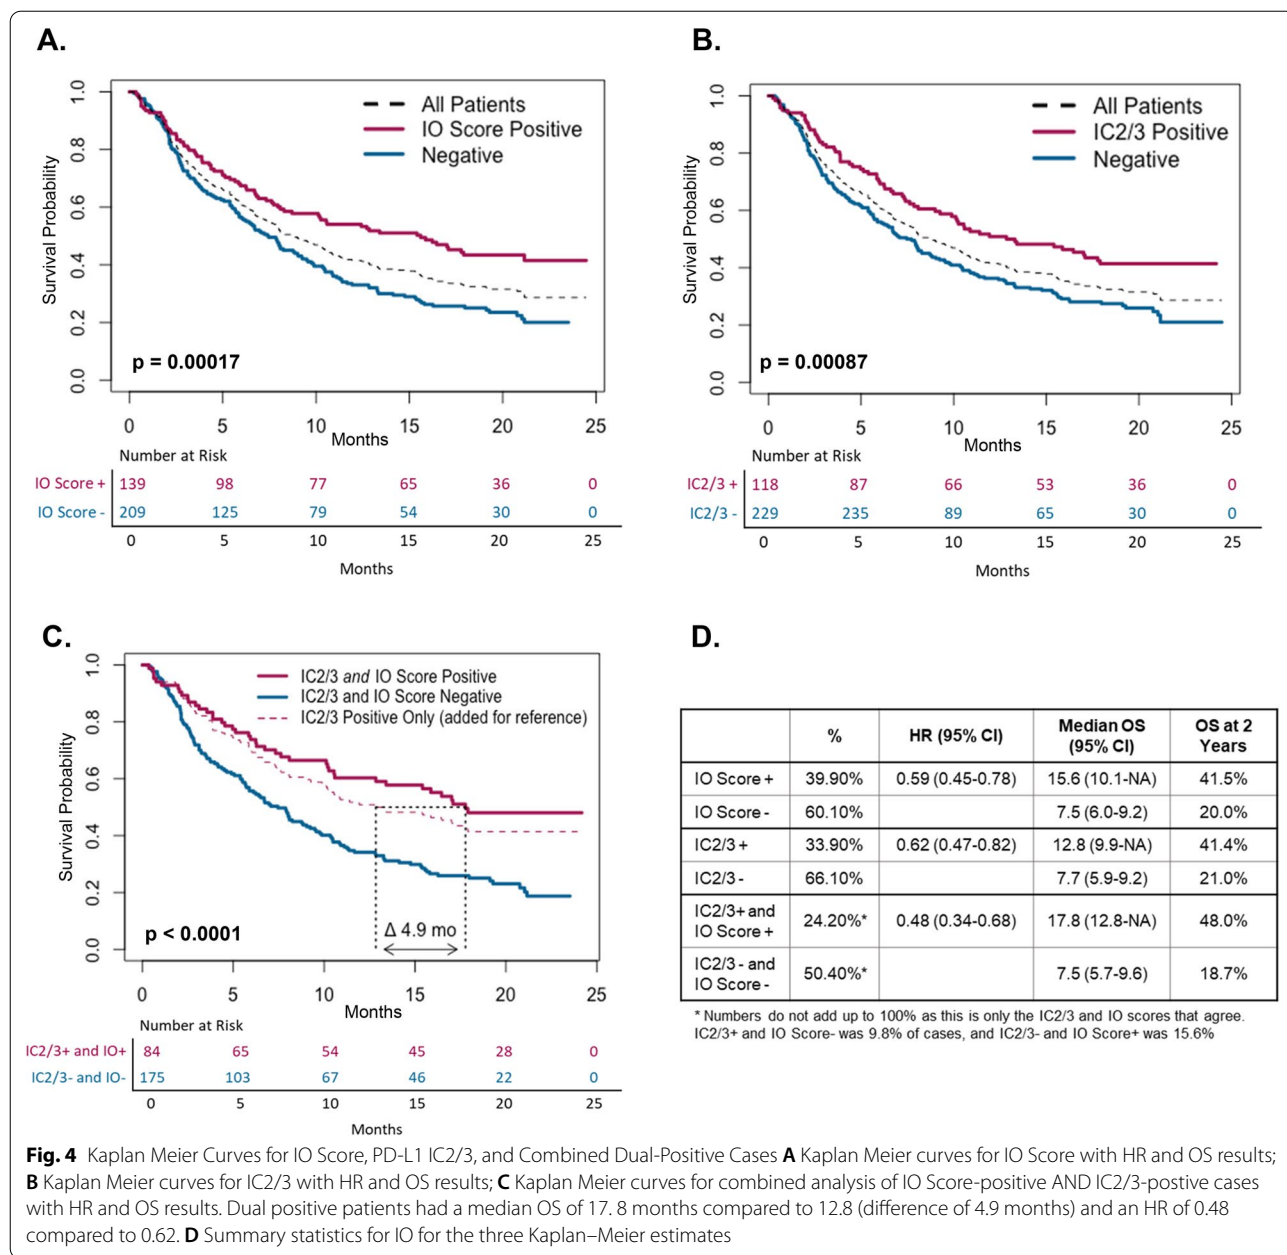 A.
1.0
0.8
0.6
0.4
0.2
0.0
Survival Probability
All Patients
IO Score Positive
Negative
p = 0.00017
0 5 10 15 20 25
Months
Number at Risk
IO Score + 139 98 77 65 36 0
IO Score - 209 125 79 54 30 0
0 5 10 15 20 25
Months
B.
1.0
0.8
0.6
0.4
0.2
0.0
Survival Probability
All Patients
IC2/3 Positive
Negative
p = 0.00087
0 5 10 15 20 25
Months
Number at Risk
IC2/3 + 118 87 66 53 36 0
IC2/3 - 229 235 89 65 30 0
0 5 10 15 20 25
Months
C.
1.0
0.8
0.6
0.4
0.2
0.0
Survival Probability
IC2/3 and IO Score Positive
IC2/3 and IO Score Negative
IC2/3 Positive Only (added for reference)
Δ 4.9 mo
p < 0.0001
0 5 10 15 20 25
Months
Number at Risk
IC2/3+ and IO+ 84 65 54 45 28 0
IC2/3- and IO- 175 103 67 46 22 0
0 5 10 15 20 25
Months
D.
% HR (95% CI) Median OS (95% CI) OS at 2 Years
IO Score + 39.90% 0.59 (0.45-0.78) 15.6 (10.1-NA) 41.5%
IO Score - 60.10% 7.5 (6.0-9.2) 20.0%
IC2/3 + 33.90% 0.62 (0.47-0.82) 12.8 (9.9-NA) 41.4%
IC2/3 - 66.10% 7.7 (5.9-9.2) 21.0%
IC2/3+ and IO Score + 24.20%* 0.48 (0.34-0.68) 17.8 (12.8-NA) 48.0%
IC2/3 - and IO Score - 50.40%* 7.5 (5.7-9.6) 18.7%
* Numbers do not add up to 100% as this is only the IC2/3 and IO scores that agree.
IC2/3+ and IO Score- was 9.8% of cases, and IC2/3- and IO Score+ was 15.6%
Fig. 4 Kaplan Meier Curves for IO Score, PD-L1 IC2/3, and Combined Dual-Positive Cases A Kaplan Meier curves for IO Score with HR and OS results;
B Kaplan Meier curves for IC2/3 with HR and OS results; C Kaplan Meier curves for combined analysis of IO Score-positive AND IC2/3-postive cases
with HR and OS results. Dual positive patients had a median OS of 17. 8 months compared to 12.8 (difference of 4.9 months) and an HR of 0.48
compared to 0.62. D Summary statistics for IO for the three Kaplan–Meier estimates